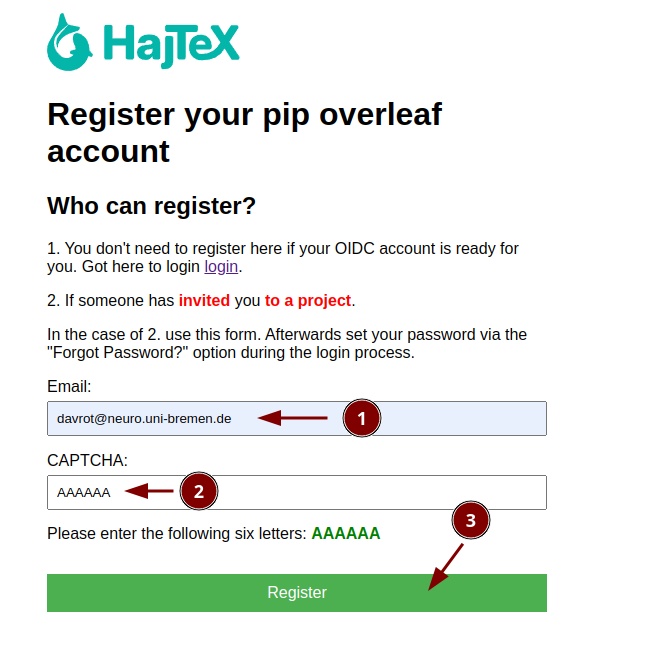 HajTeX
Register your pip overleaf
account
Who can register?
1. You don't need to register here if your OIDC account is ready for
you. Got here to login login.
2. If someone has invited you to a project.
In the case of 2. use this form. Afterwards set your password via the
"Forgot Password?" option during the login process.
Email:
davrot@neuro.uni-bremen.de
1
CAPTCHA:
AAAAAA
2
Please enter the following six letters: AAAAAA
3
Register